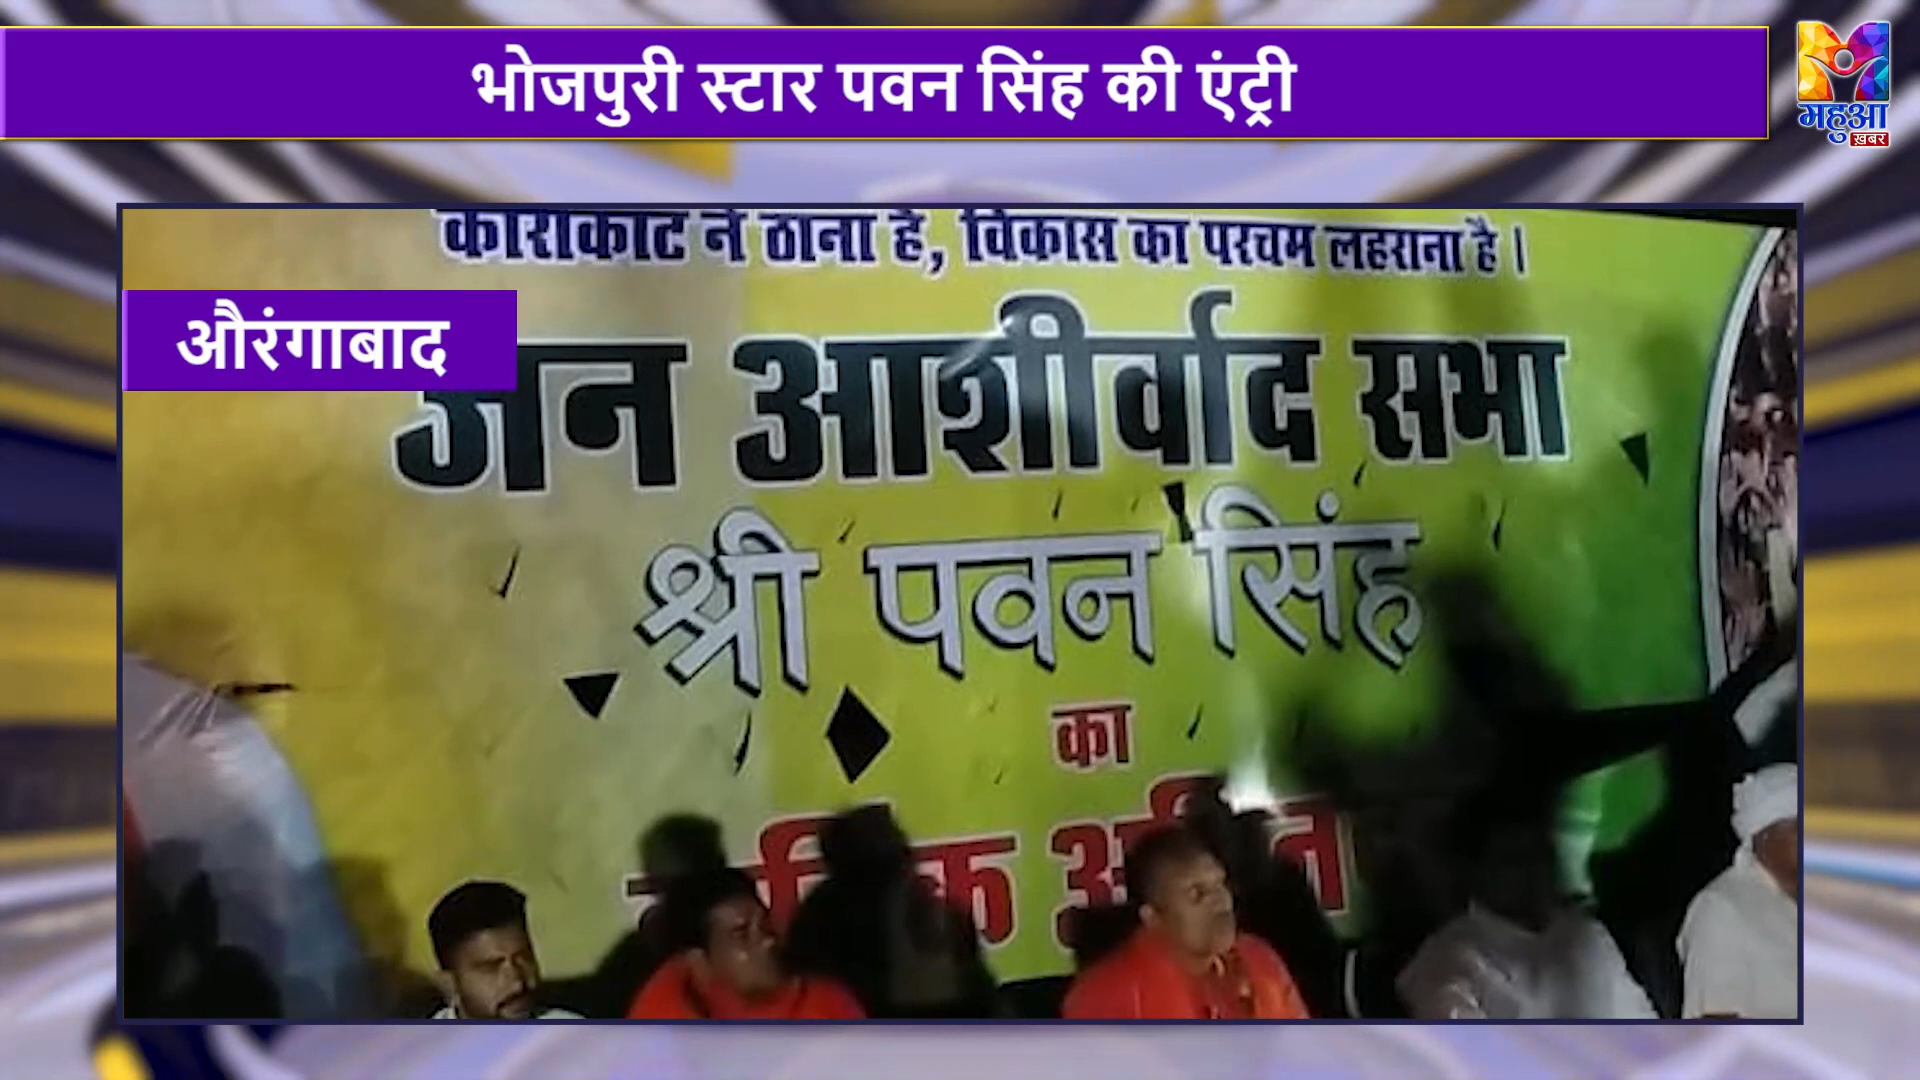 भोजपुरी स्टार पवन सिंह की एंट्री
महुआ
ख़बर
काराकाट ने ठाना है, विकास का परचम लहराना है।
औरंगाबाद
जन आशीर्वाद सभा
श्री पवन सिंह
का